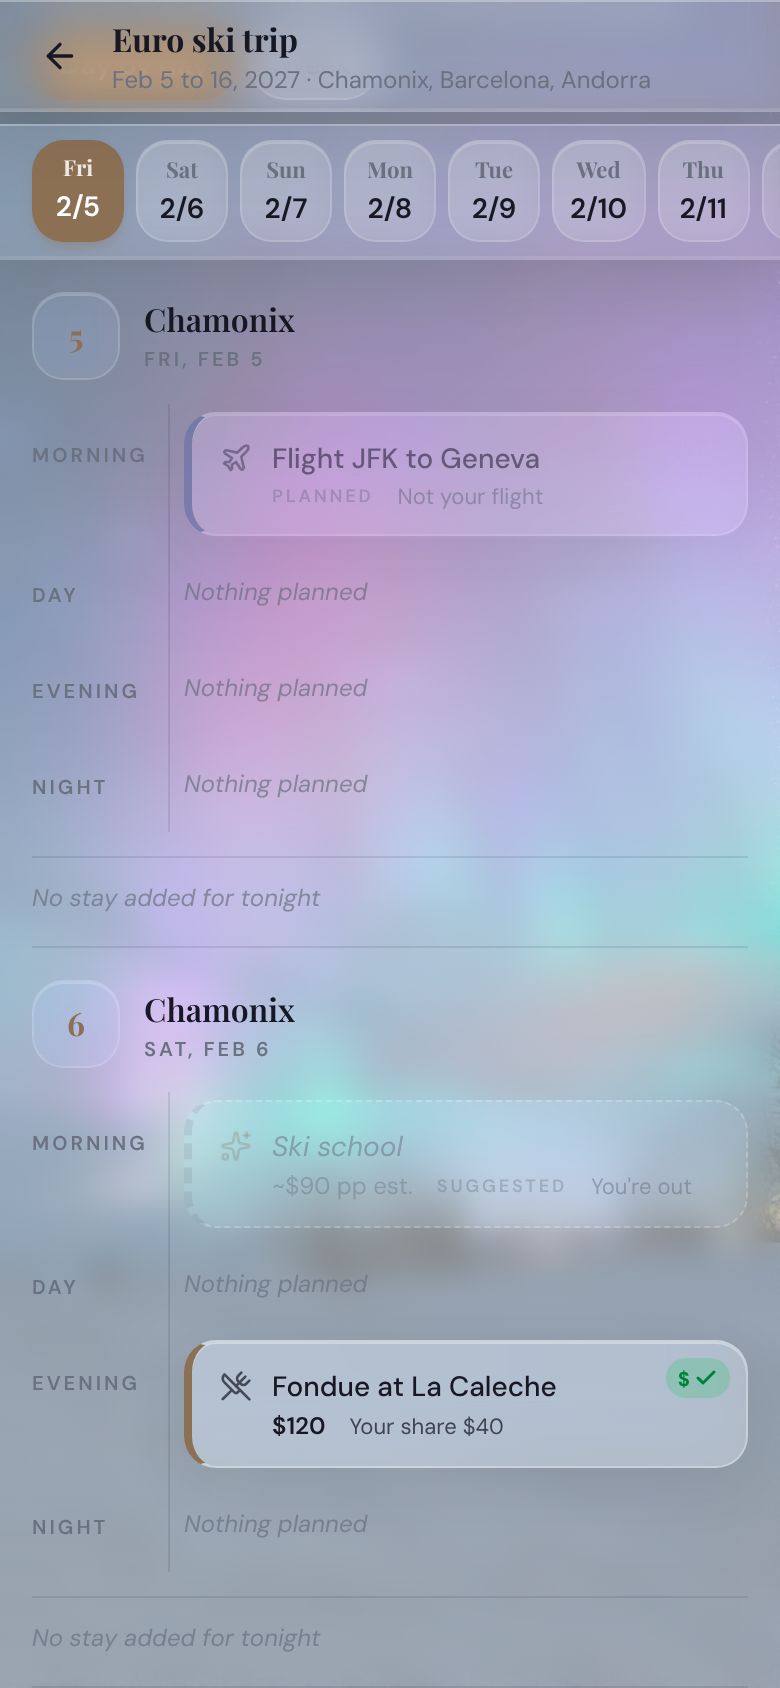 Euro ski trip
Feb 5 to 16, 2027 · Chamonix, Barcelona, Andorra
Fri Sat Sun Mon Tue Wed Thu
2/5 2/6 2/7 2/8 2/9 2/10 2/11
5
Chamonix
FRI, FEB 5
MORNING
Flight JFK to Geneva
PLANNED Not your flight
DAY
Nothing planned
EVENING
Nothing planned
NIGHT
Nothing planned
No stay added for tonight
6
Chamonix
SAT, FEB 6
MORNING
Ski school
~$90 pp est. SUGGESTED You're out
DAY
Nothing planned
EVENING
Fondue at La Caleche
$ ✓
$120 Your share $40
NIGHT
Nothing planned
No stay added for tonight